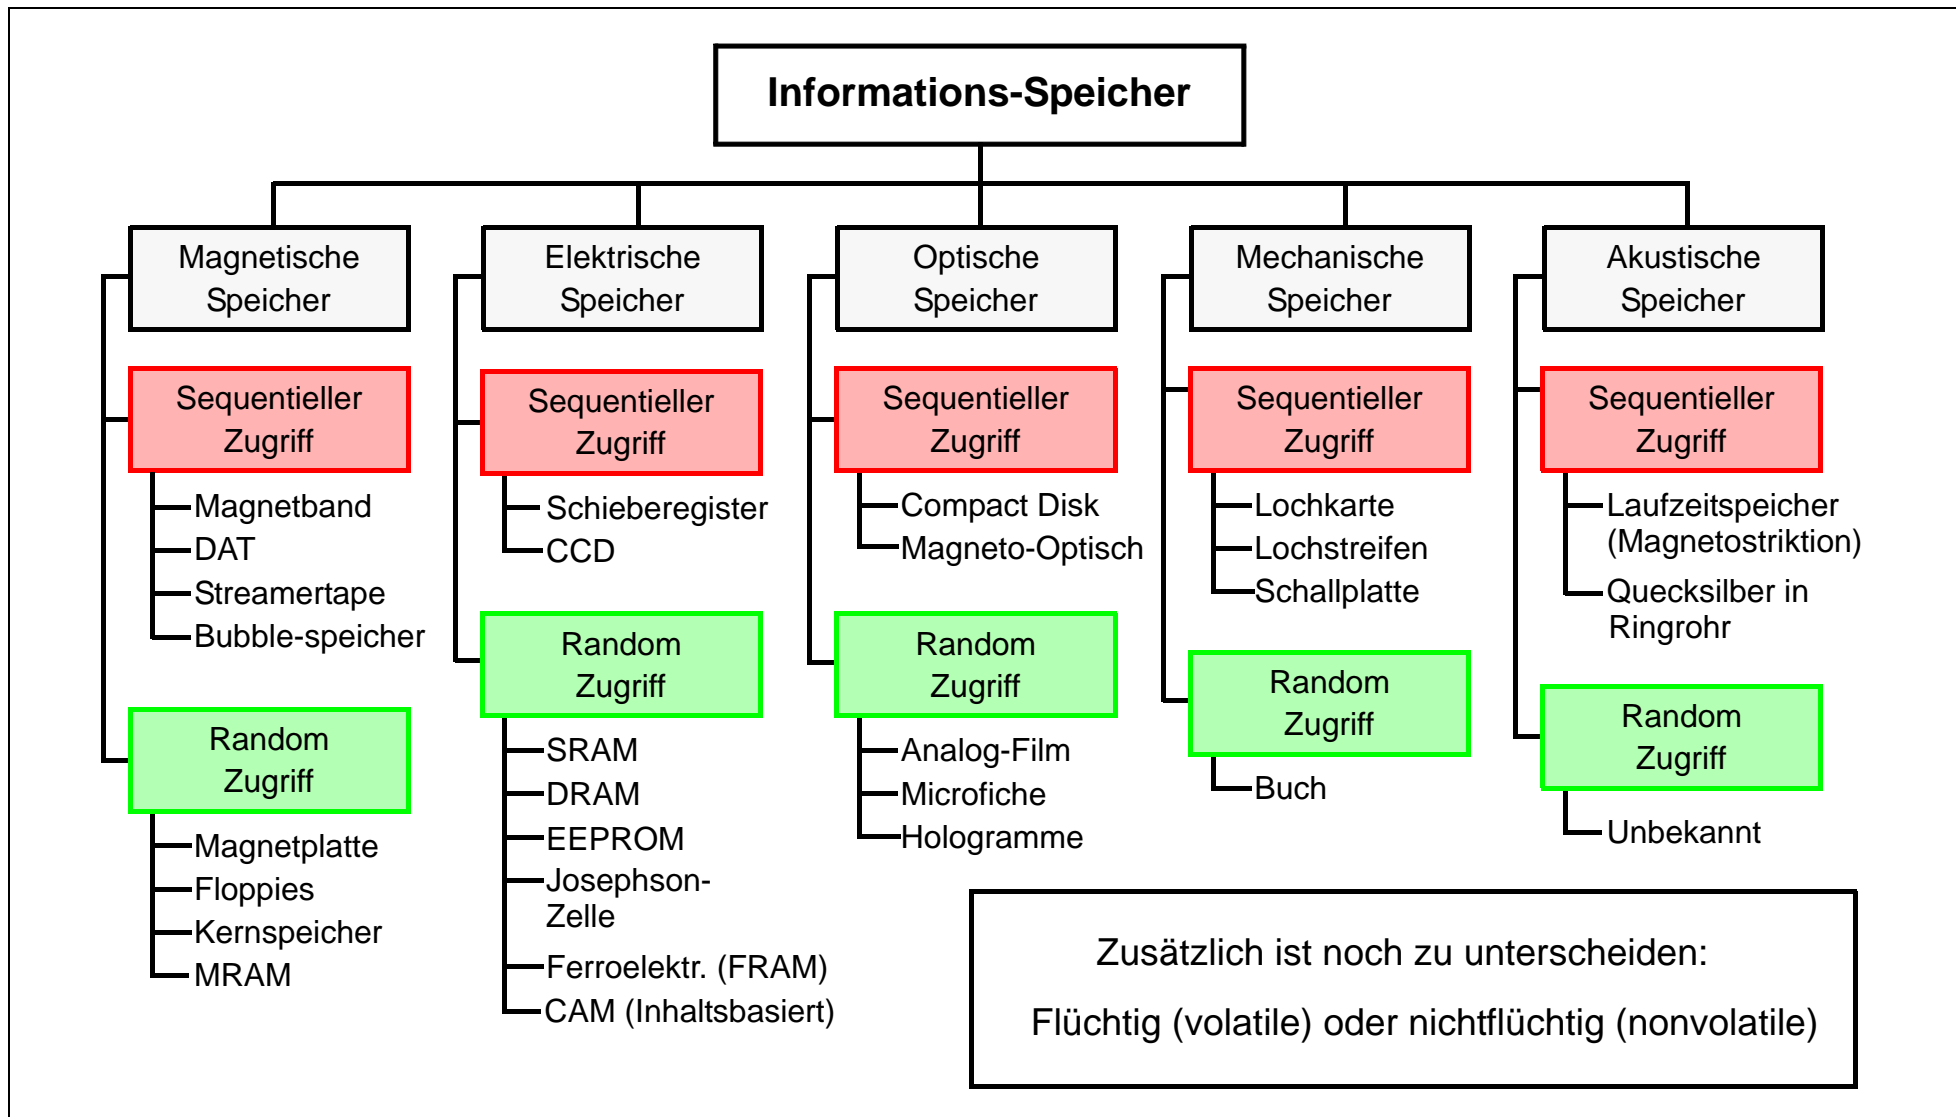 Informations-Speicher
Magnetische
Speicher
Sequentieller
Zugriff
Magnetband
DAT
Streamertape
Bubble-speicher
Random
Zugriff
Magnetplatte
Floppies
Kernspeicher
MRAM
Elektrische
Speicher
Sequentieller
Zugriff
Schieberegister
CCD
Random
Zugriff
SRAM
DRAM
EEPROM
Josephson-
Zelle
Ferroelektr. (FRAM)
CAM (Inhaltsbasiert)
Optische
Speicher
Sequentieller
Zugriff
Compact Disk
Magneto-Optisch
Random
Zugriff
Analog-Film
Microfiche
Hologramme
Mechanische
Speicher
Sequentieller
Zugriff
Lochkarte
Lochstreifen
Schallplatte
Random
Zugriff
Buch
Akustische
Speicher
Sequentieller
Zugriff
Laufzeitspeicher
(Magnetostriktion)
Quecksilber in
Ringrohr
Random
Zugriff
Unbekannt
Zusätzlich ist noch zu unterscheiden:
Flüchtig (volatile) oder nichtflüchtig (nonvolatile)